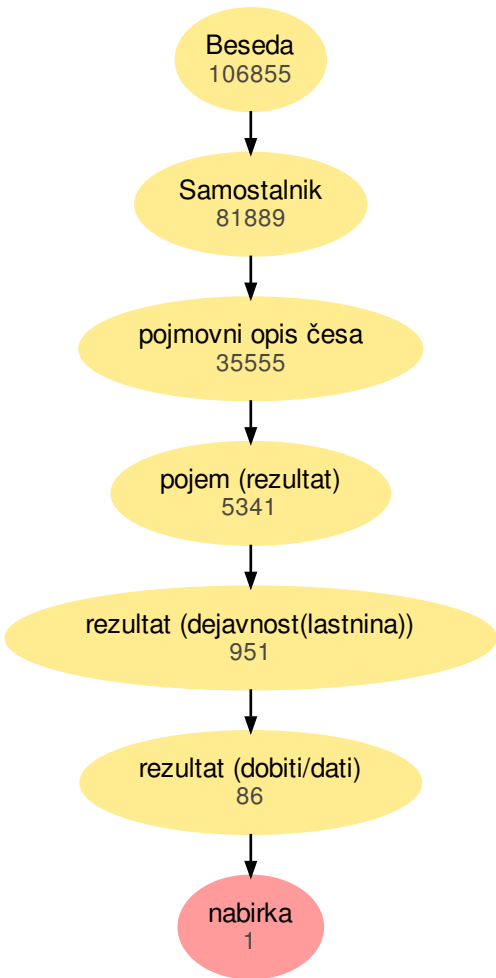 Beseda
106855
Samostalnik
81889
pojmovni opis česa
35555
pojem (rezultat)
5341
rezultat (dejavnost(lastnina))
951
rezultat (dobiti/dati)
86
nabirka
1